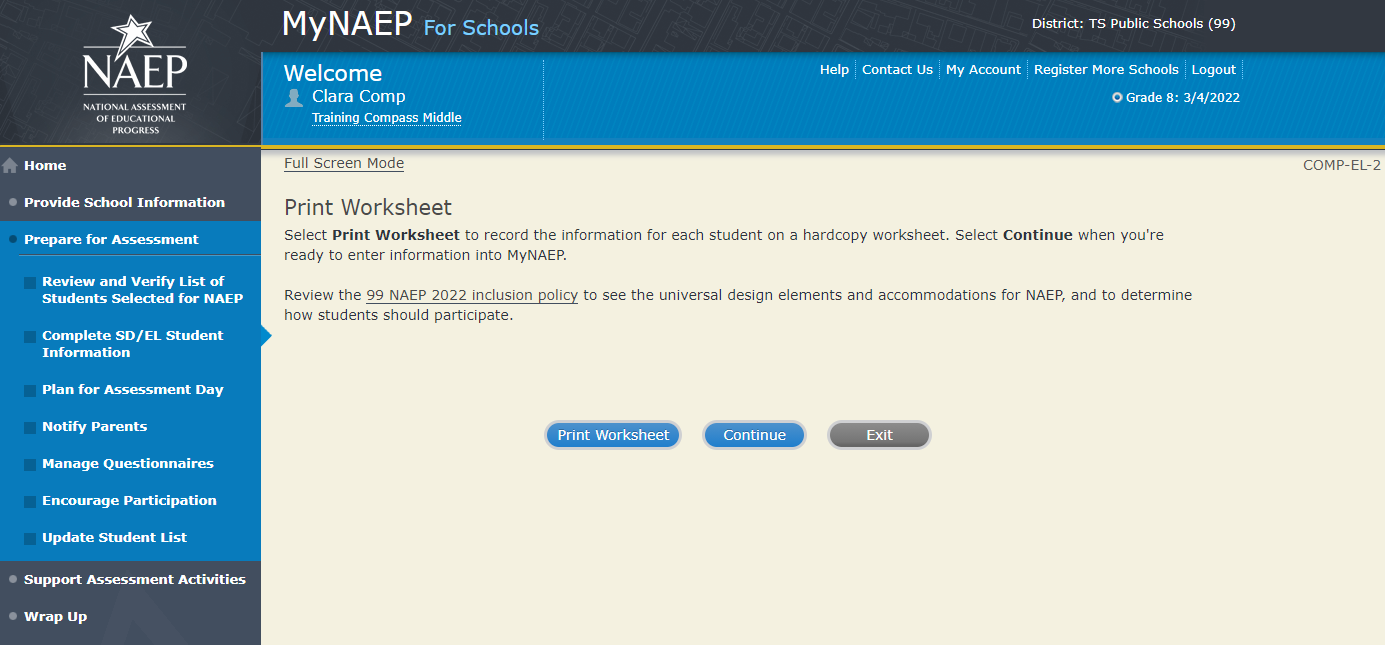 NAEP
NATIONAL ASSESSMENT
OF EDUCATIONAL
PROGRESS
MyNAEP For Schools
District: TS Public Schools (99)
Welcome
Clara Comp
Training Compass Middle
Help Contact Us My Account Register More Schools Logout
Grade 8: 3/4/2022
Home
Provide School Information
Prepare for Assessment
Review and Verify List of
Students Selected for NAEP
Complete SD/EL Student
Information
Plan for Assessment Day
Notify Parents
Manage Questionnaires
Encourage Participation
Update Student List
Support Assessment Activities
Wrap Up
Full Screen Mode
COMP-EL-2
Print Worksheet
Select Print Worksheet to record the information for each student on a hardcopy worksheet. Select Continue when you're
ready to enter information into MyNAEP.
Review the 99 NAEP 2022 inclusion policy to see the universal design elements and accommodations for NAEP, and to determine
how students should participate.
Print Worksheet Continue Exit